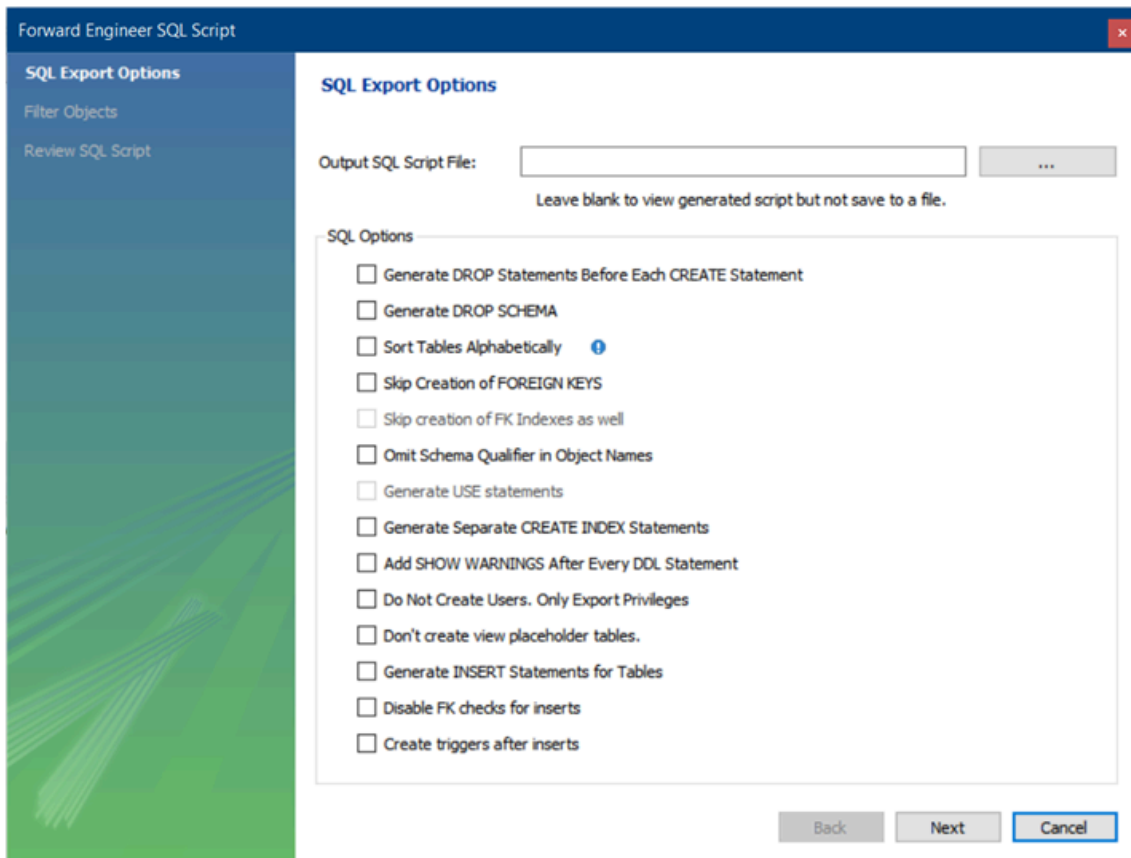 Forward Engineer SQL Script
SQL Export Options
Filter Objects
Review SQL Script
SQL Export Options
Output SQL Script File:
...
Leave blank to view generated script but not save to a file.
SQL Options
Generate DROP Statements Before Each CREATE Statement
Generate DROP SCHEMA
Sort Tables Alphabetically
Skip Creation of FOREIGN KEYS
Skip creation of FK Indexes as well
Omit Schema Qualifier in Object Names
Generate USE statements
Generate Separate CREATE INDEX Statements
Add SHOW WARNINGS After Every DDL Statement
Do Not Create Users. Only Export Privileges
Don't create view placeholder tables.
Generate INSERT Statements for Tables
Disable FK checks for inserts
Create triggers after inserts
Back Next Cancel